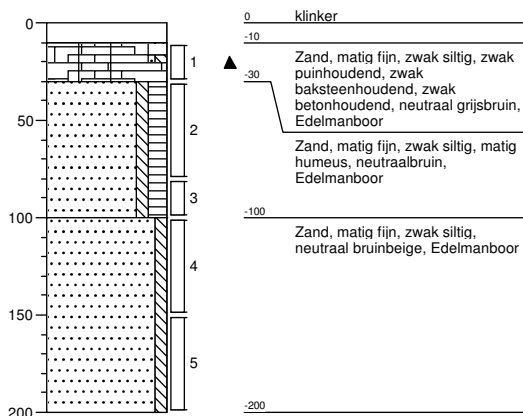 0
50
100
150
200
1
2
3
4
5
0
klinker
-10
Zand, matig fijn, zwak siltig, zwak
puinhoudend, zwak
baksteenhoudend, zwak
betonhoudend, neutraal grijsbruin,
Edelmanboor
-30
Zand, matig fijn, zwak siltig, matig
humeus, neutraalbruin,
Edelmanboor
-100
Zand, matig fijn, zwak siltig,
neutraal bruinbeige, Edelmanboor
-200